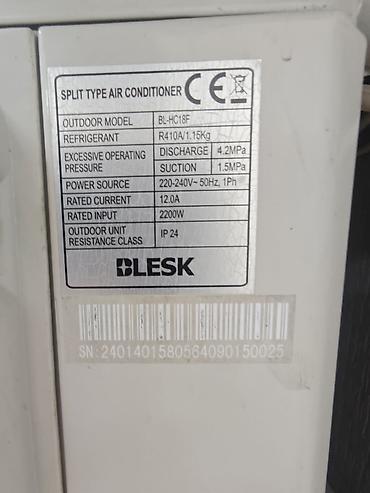 SPLIT TYPE AIR CONDITIONER CE
OUTDOOR MODEL BL-HC18F
REFRIGERANT R410A/1.15Kg
EXCESSIVE OPERATING PRESSURE DISCHARGE 4.2MPa
SUCTION 1.5MPa
POWER SOURCE 220-240V~ 50Hz, 1Ph
RATED CURRENT 12.0A
RATED INPUT 2200W
OUTDOOR UNIT RESISTANCE CLASS IP 24
BLESK
SN:2401401580564090150025